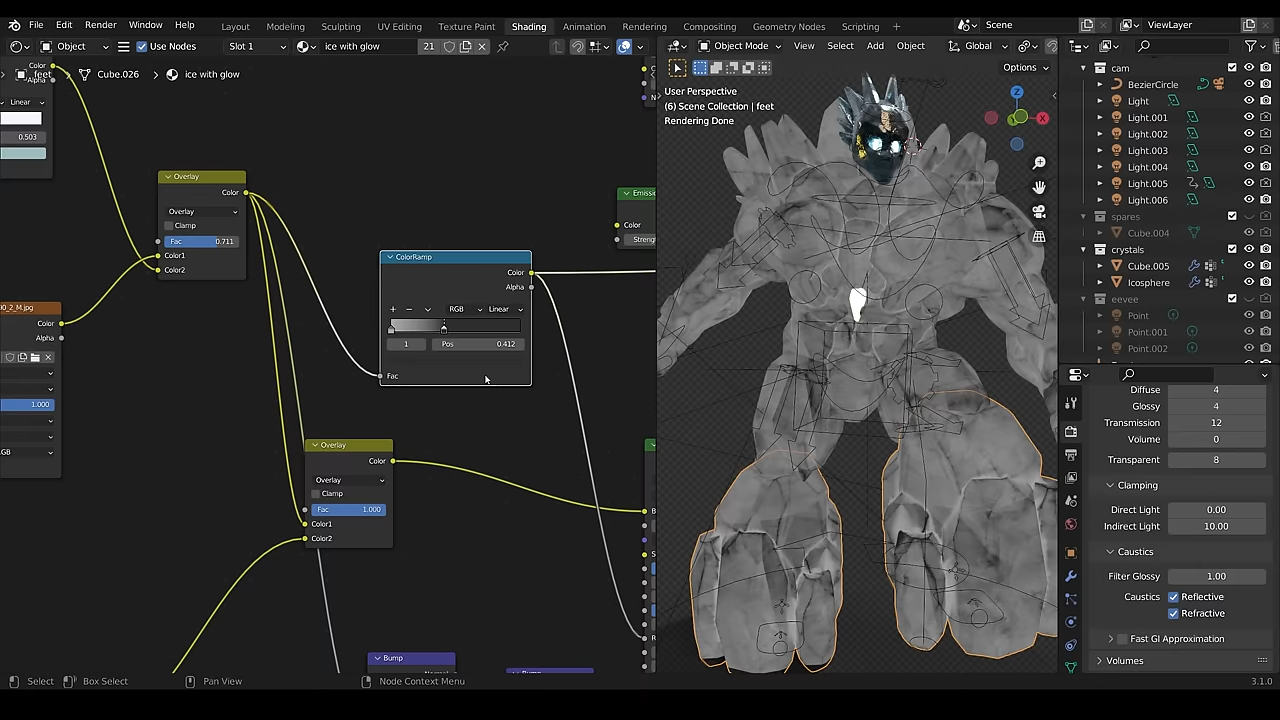 File Edit Render Window Help Layout Modeling Sculpting UV Editing Texture Paint Shading Animation Rendering Compositing Geometry Nodes Scripting + Scene ViewLayer
Object Use Nodes Slot 1 ice with glow 21 Object Mode View Select Add Object Global
feet Cube.026 ice with glow
Options
Color
Alpha
Linear
0.503
Overlay
Color
Overlay
Clamp
Fac 0.711
Color1
Color2
90_2_M.jpg
Color
Alpha
1.000
GB
ColorRamp
Color
Alpha
RGB Linear
1 Pos 0.412
Fac
Overlay
Color
Overlay
Clamp
Fac 1.000
Color1
Color2
Bump
Emissi
Color
Streng
User Perspective
(6) Scene Collection | feet
Rendering Done
Z
X
cam
BezierCircle
Light
Light.001
Light.002
Light.003
Light.004
Light.005
Light.006
spares
Cube.004
crystals
Cube.005
Icosphere
eevee
Point
Point.001
Point.002
Diffuse 4
Glossy 4
Transmission 12
Volume 0
Transparent 8
Clamping
Direct Light 0.00
Indirect Light 10.00
Caustics
Filter Glossy 1.00
Caustics Reflective
Refractive
Fast GI Approximation
Volumes
Select Box Select Pan View Node Context Menu 3.1.0